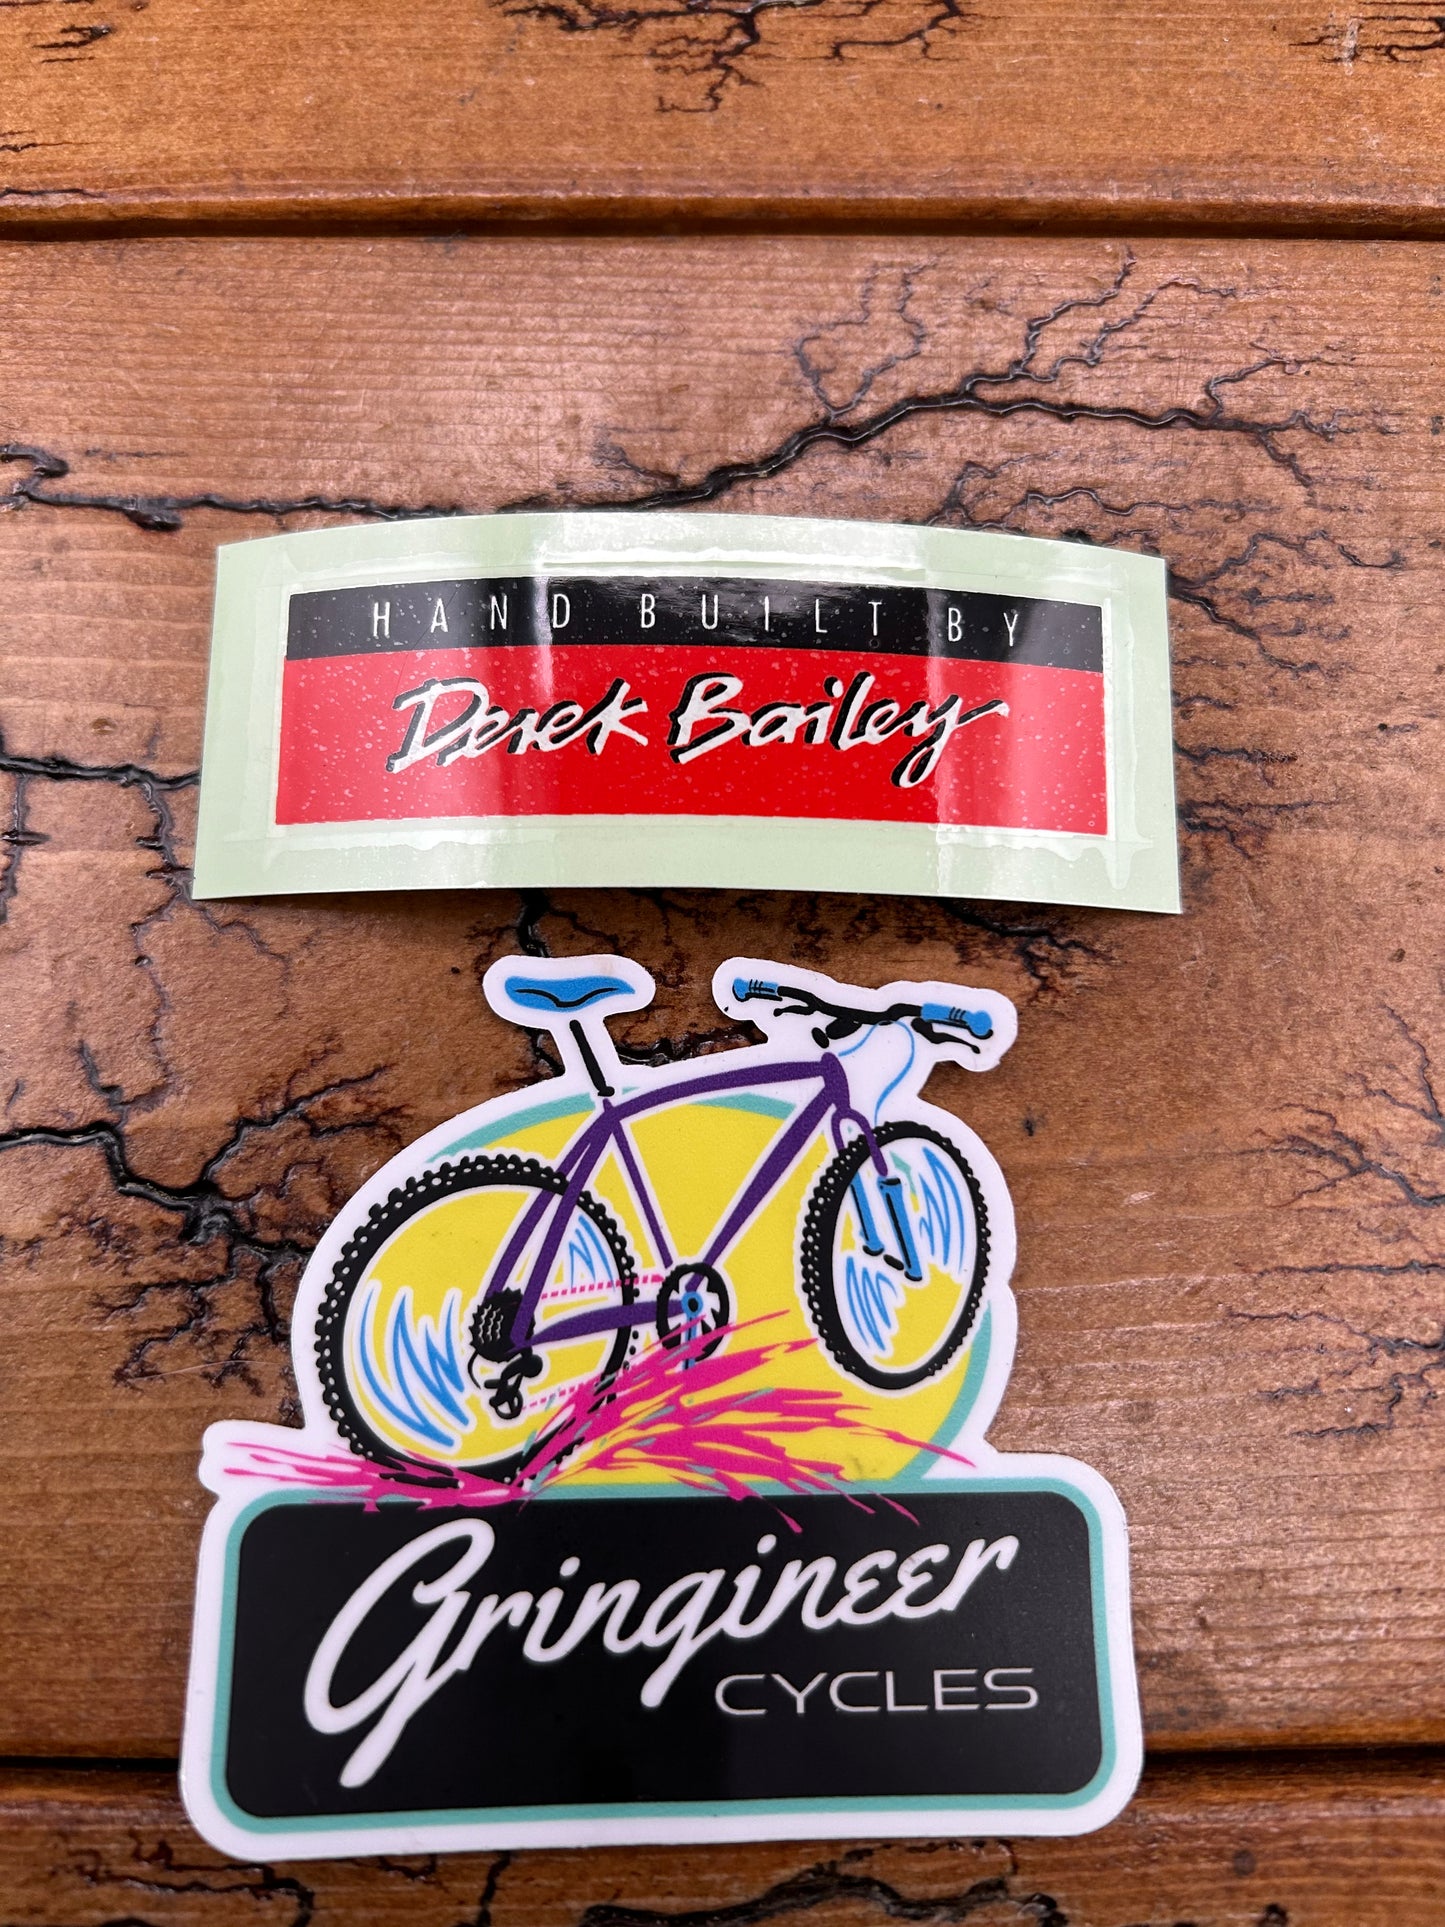 HAND BUILT BY
Derek Bailey
Gringineer
CYCLES